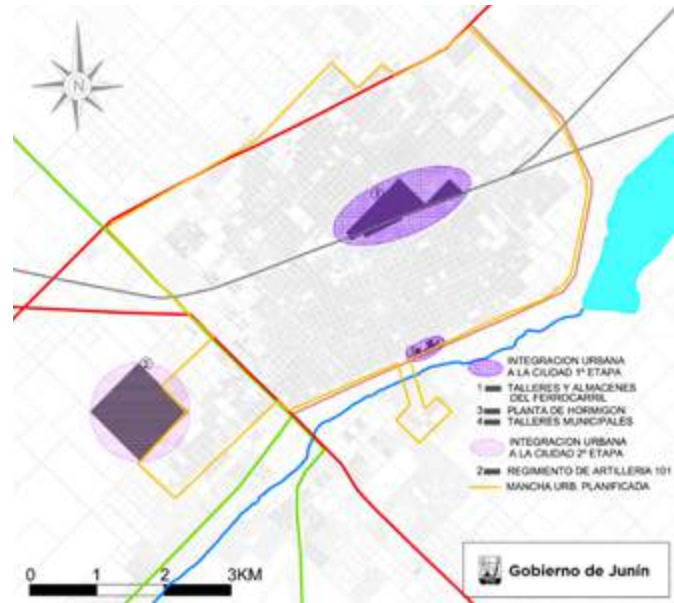 N
1
2
INTEGRACION URBANA
A LA CIUDAD 1ª ETAPA
1 TALLERES Y ALMACENES
DEL FERROCARRIL
3 PLANTA DE HORMIGON
4 TALLERES MUNICIPALES
INTEGRACION URBANA
A LA CIUDAD 2ª ETAPA
2 REGIMIENTO DE ARTILLERIA 101
MANCHA URB. PLANIFICADA
0 1 2 3KM
Gobierno de Junín